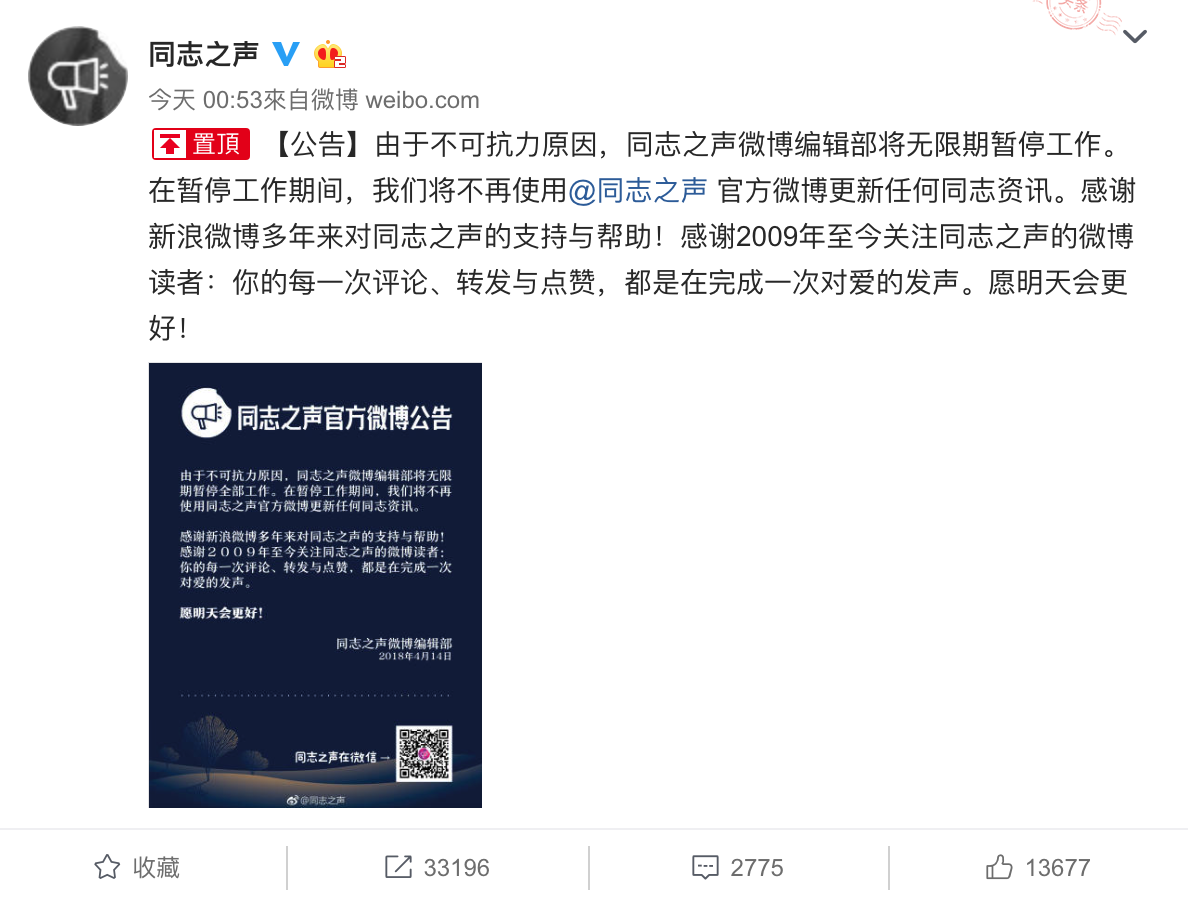 同志之声
今天 00:53來自微博 weibo.com
置頂 【公告】由于不可抗力原因，同志之声微博编辑部将无限期暂停工作。
在暂停工作期间，我们将不再使用@同志之声 官方微博更新任何同志资讯。感谢
新浪微博多年来对同志之声的支持与帮助！感谢2009年至今关注同志之声的微博
读者：你的每一次评论、转发与点赞，都是在完成一次对爱的发声。愿明天会更
好！
同志之声官方微博公告
由于不可抗力原因，同志之声微博编辑部将无限
期暂停全部工作。在暂停工作期间，我们将不再
使用同志之声官方微博更新任何同志资讯。
感谢新浪微博多年来对同志之声的支持与帮助！
感谢２００９年至今关注同志之声的微博读者：
你的每一次评论、转发与点赞，都是在完成一次
对爱的发声。
愿明天会更好！
同志之声微博编辑部
2018年4月14日
同志之声在微信→
@同志之声
收藏
33196
2775
13677